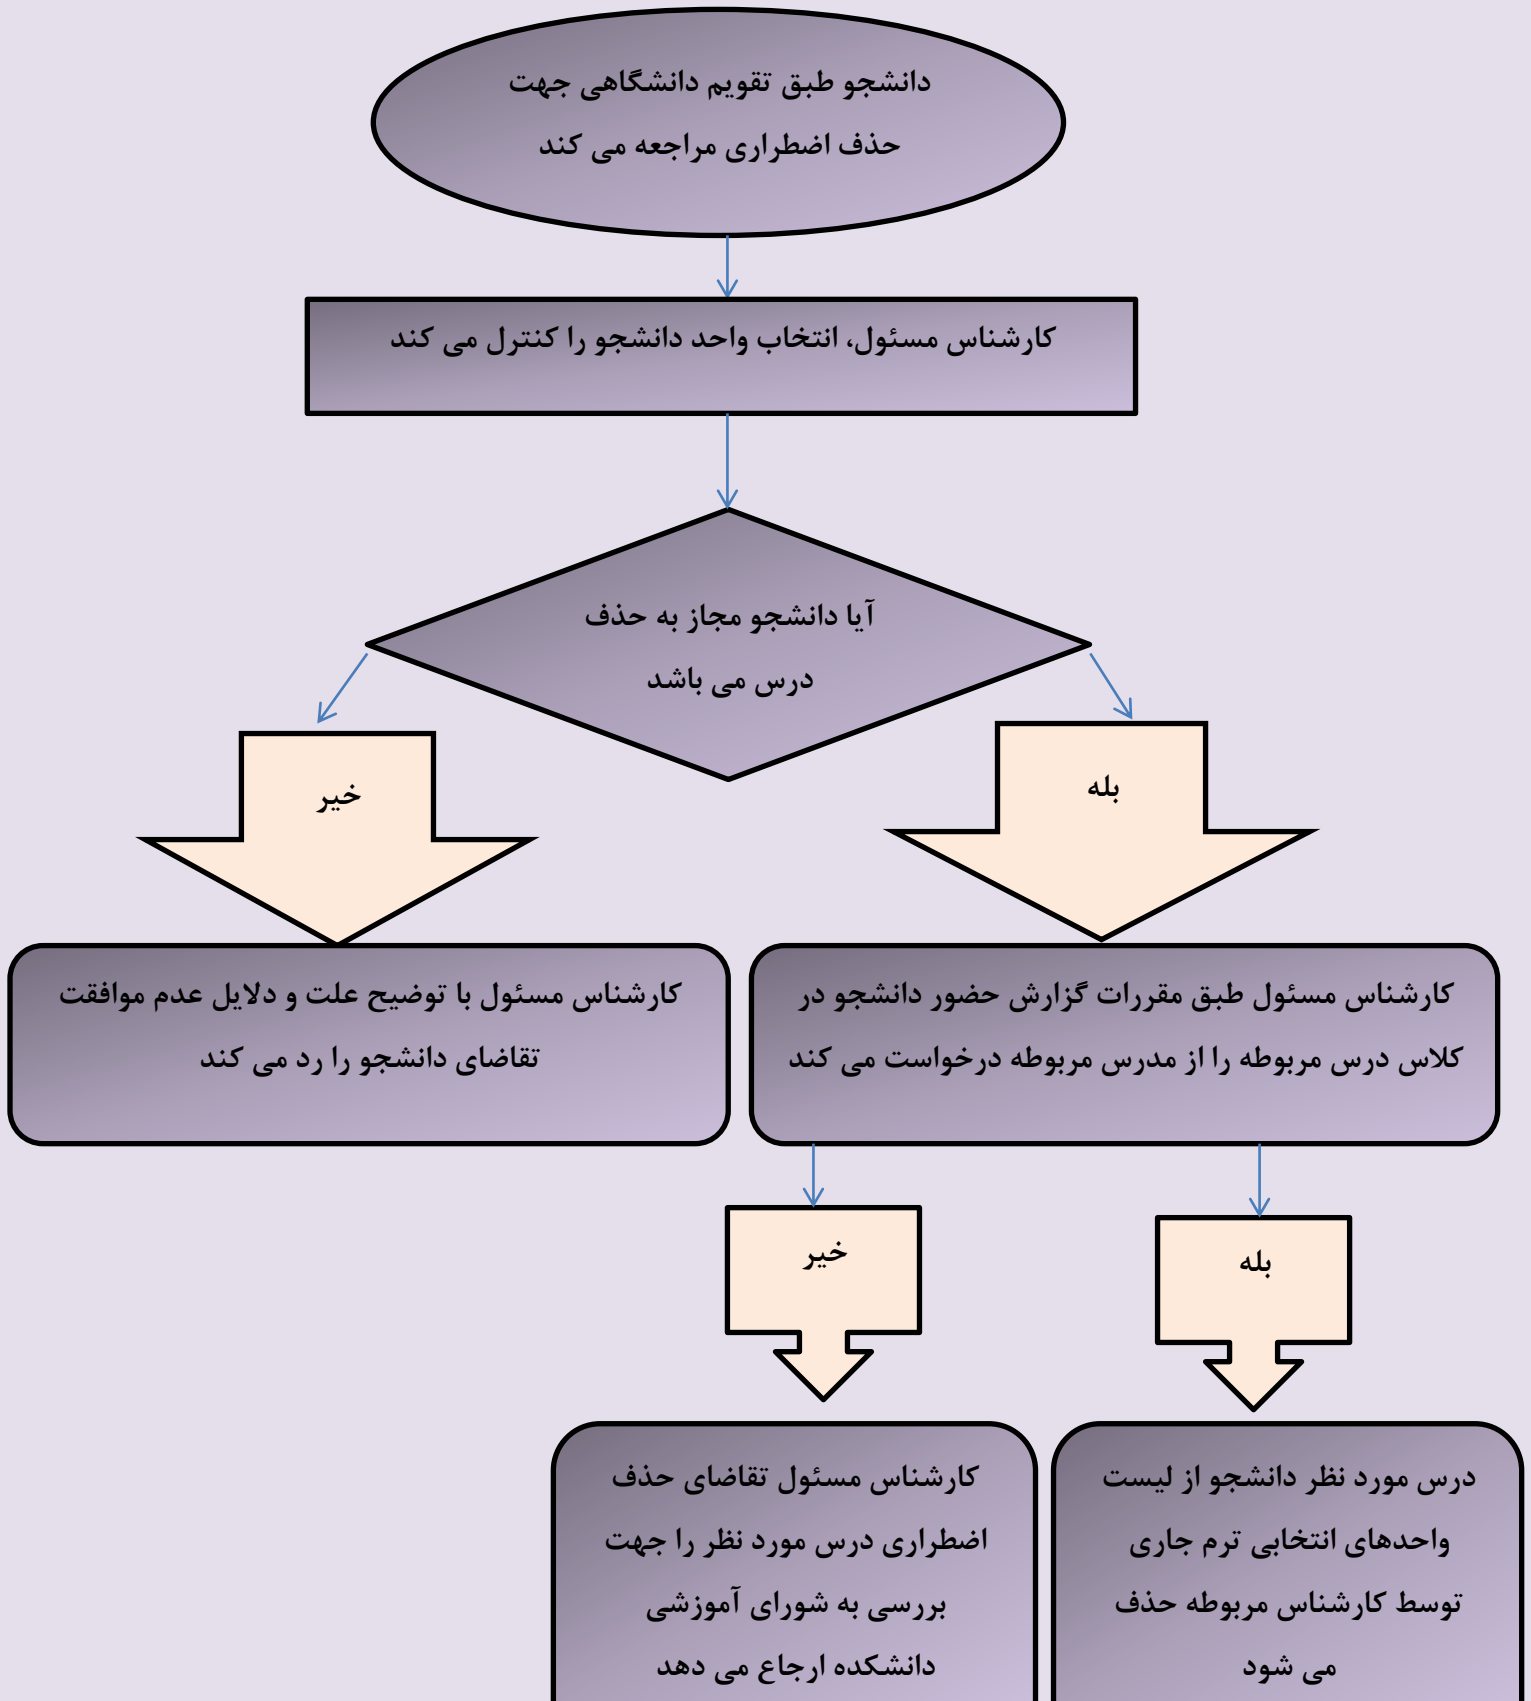 دانشجو طبق تقویم دانشگاهی جهت
حذف اضطراری مراجعه می کند
کارشناس مسئول، انتخاب واحد دانشجو را کنترل می کند
آیا دانشجو مجاز به حذف
درس می باشد
بله
خیر
کارشناس مسئول طبق مقررات گزارش حضور دانشجو در
کلاس درس مربوطه را از مدرس مربوطه درخواست می کند
کارشناس مسئول با توضیح علت و دلایل عدم موافقت
تقاضای دانشجو را رد می کند
بله
خیر
درس مورد نظر دانشجو از لیست
واحدهای انتخابی ترم جاری
توسط کارشناس مربوطه حذف
می شود
کارشناس مسئول تقاضای حذف
اضطراری درس مورد نظر را جهت
بررسی به شورای آموزشی
دانشکده ارجاع می دهد